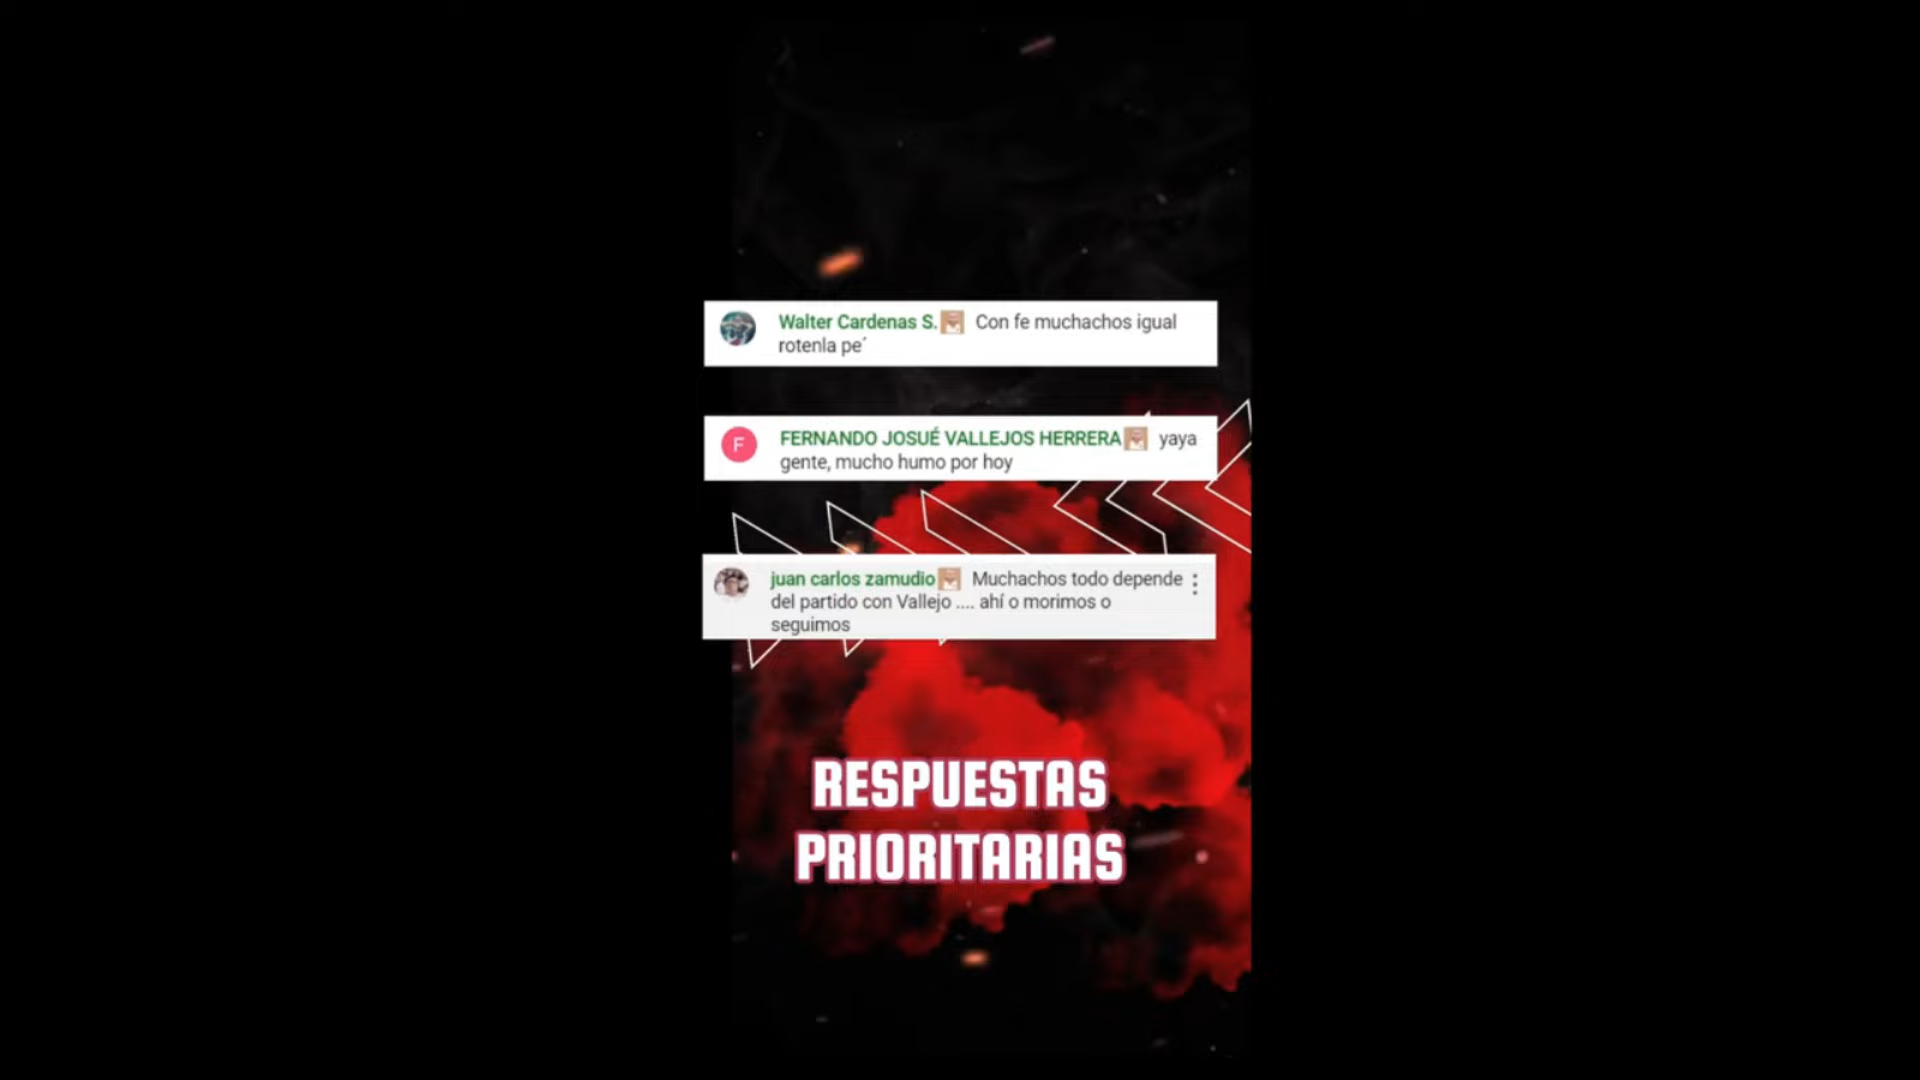 Walter Cardenas S. Con fe muchachos igual
rotenla pe´
F
FERNANDO JOSUÉ VALLEJOS HERRERA yaya
gente, mucho humo por hoy
juan carlos zamudio Muchachos todo depende
del partido con Vallejo .... ahí o morimos o
seguimos
RESPUESTAS
PRIORITARIAS